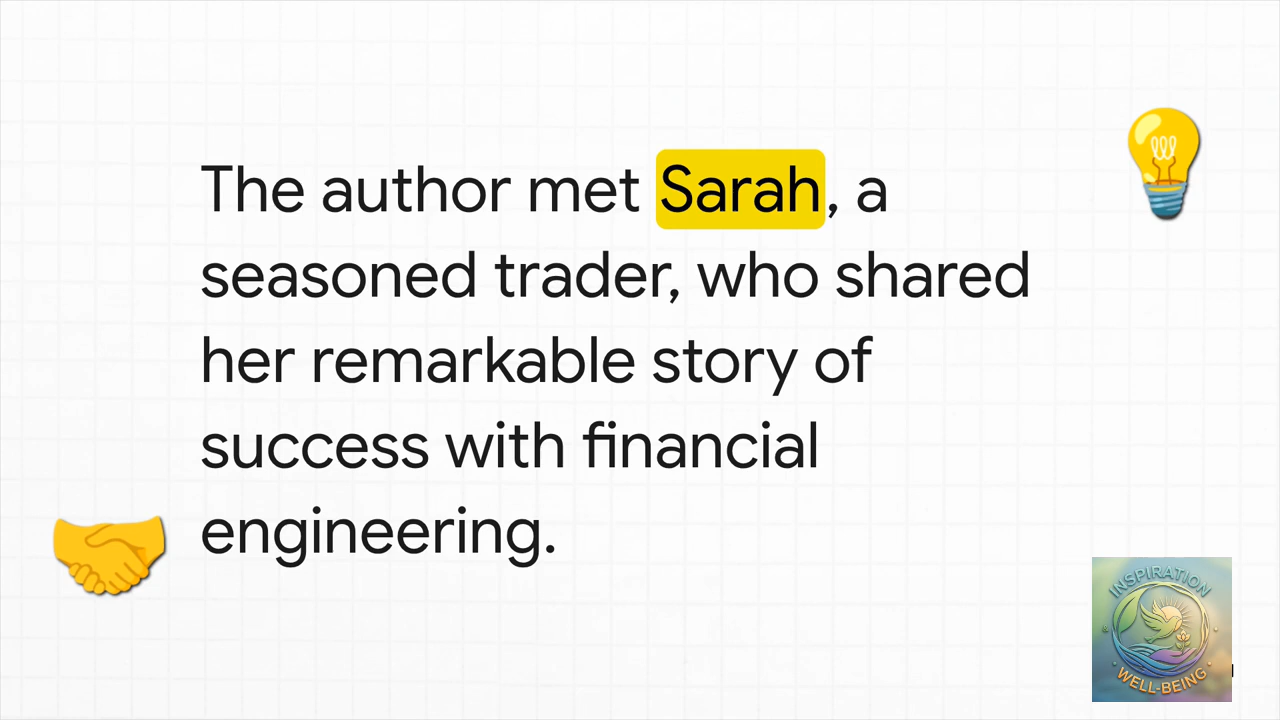 The author met Sarah, a
seasoned trader, who shared
her remarkable story of
success with financial
engineering.
INSPIRATION
WELL-BEING